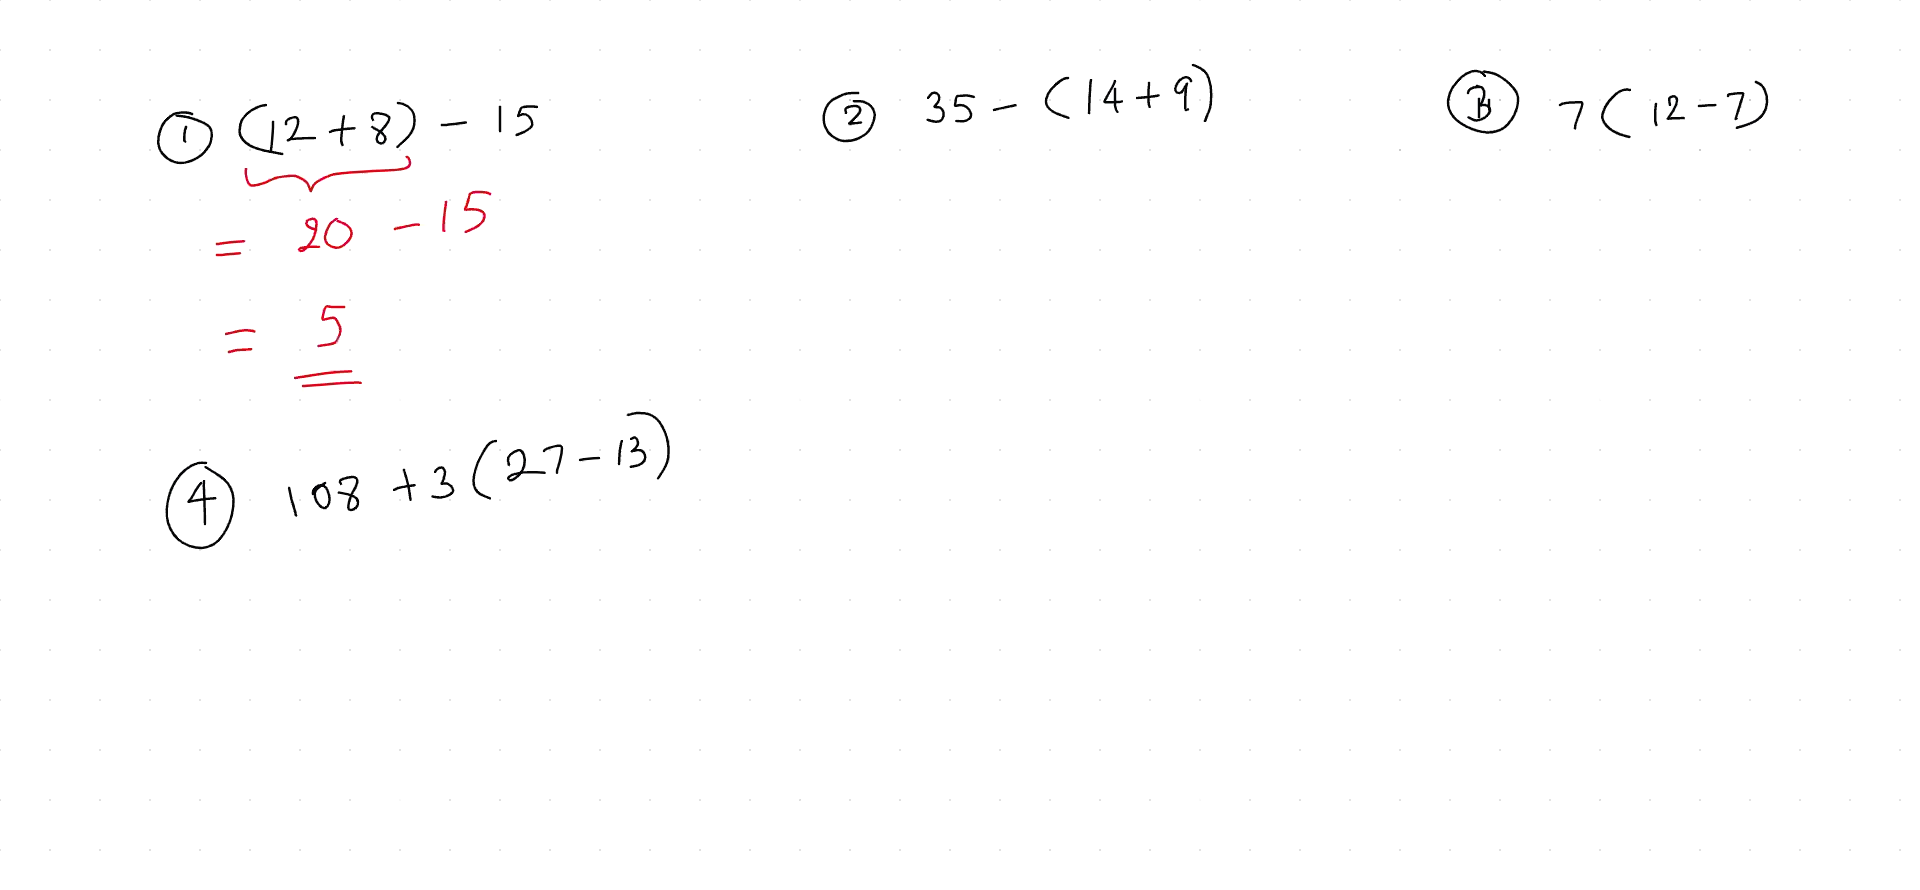 ① (12+8) - 15
= 20 - 15
= 5
② 35 - (14+9)
③ 7(12-7)
④ 108 +3(27-13)